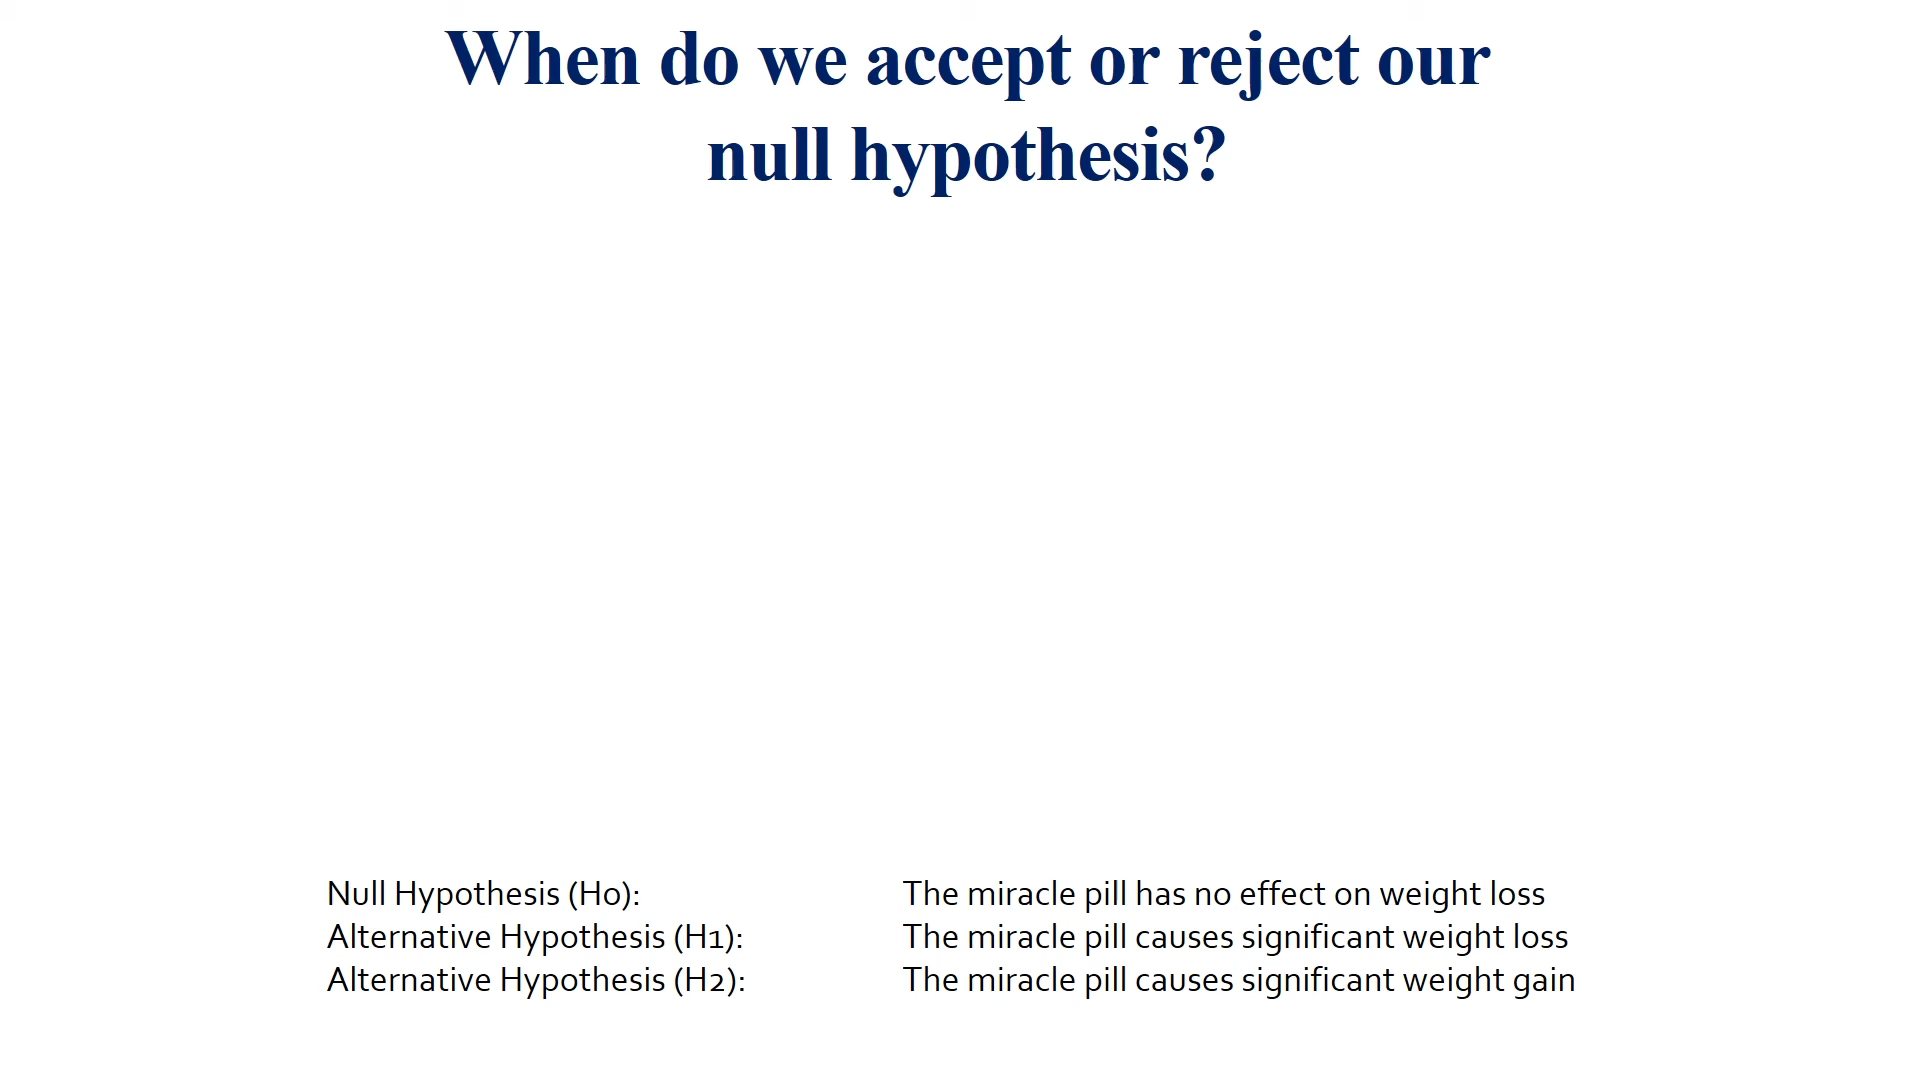 When do we accept or reject our
null hypothesis?
Null Hypothesis (H0): The miracle pill has no effect on weight loss
Alternative Hypothesis (H1): The miracle pill causes significant weight loss
Alternative Hypothesis (H2): The miracle pill causes significant weight gain